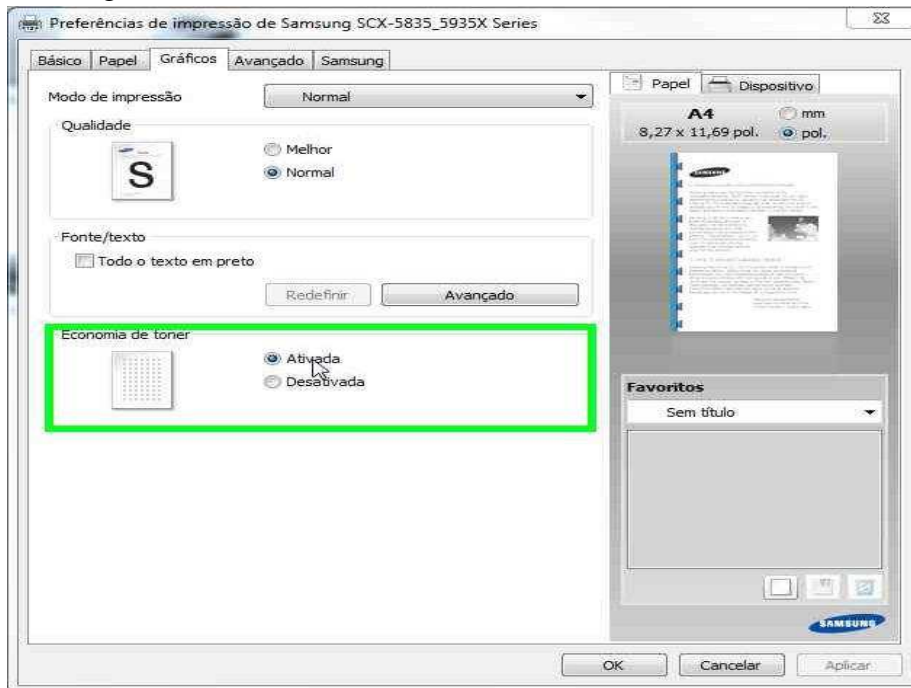 Preferências de impressão de Samsung SCX-5835_5935X Series
Básico Papel Gráficos Avançado Samsung
Modo de impressão Normal
Qualidade
S
Melhor
Normal
Fonte/texto
Todo o texto em preto
Redefinir Avançado
Economia de toner
Ativada
Desativada
Papel Dispositivo
A4 mm
8,27 x 11,69 pol. pol.
Favoritos
Sem título
SAMSUNG
OK Cancelar Aplicar